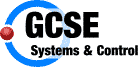 GCSE
Systems & Control